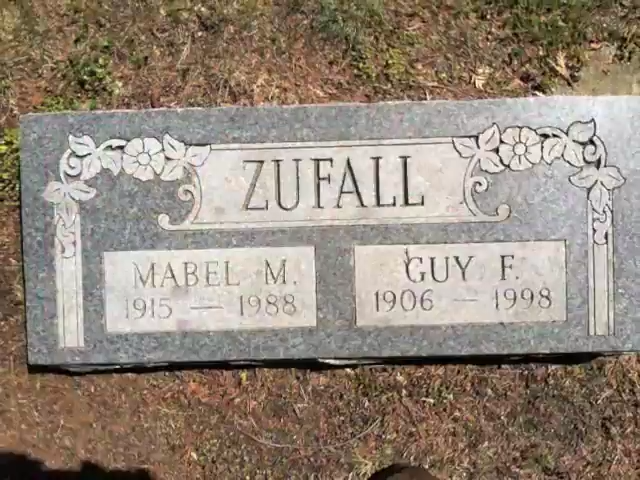 ZUFALL
MABEL M.
1915 — 1988
GUY F.
1906 — 1998